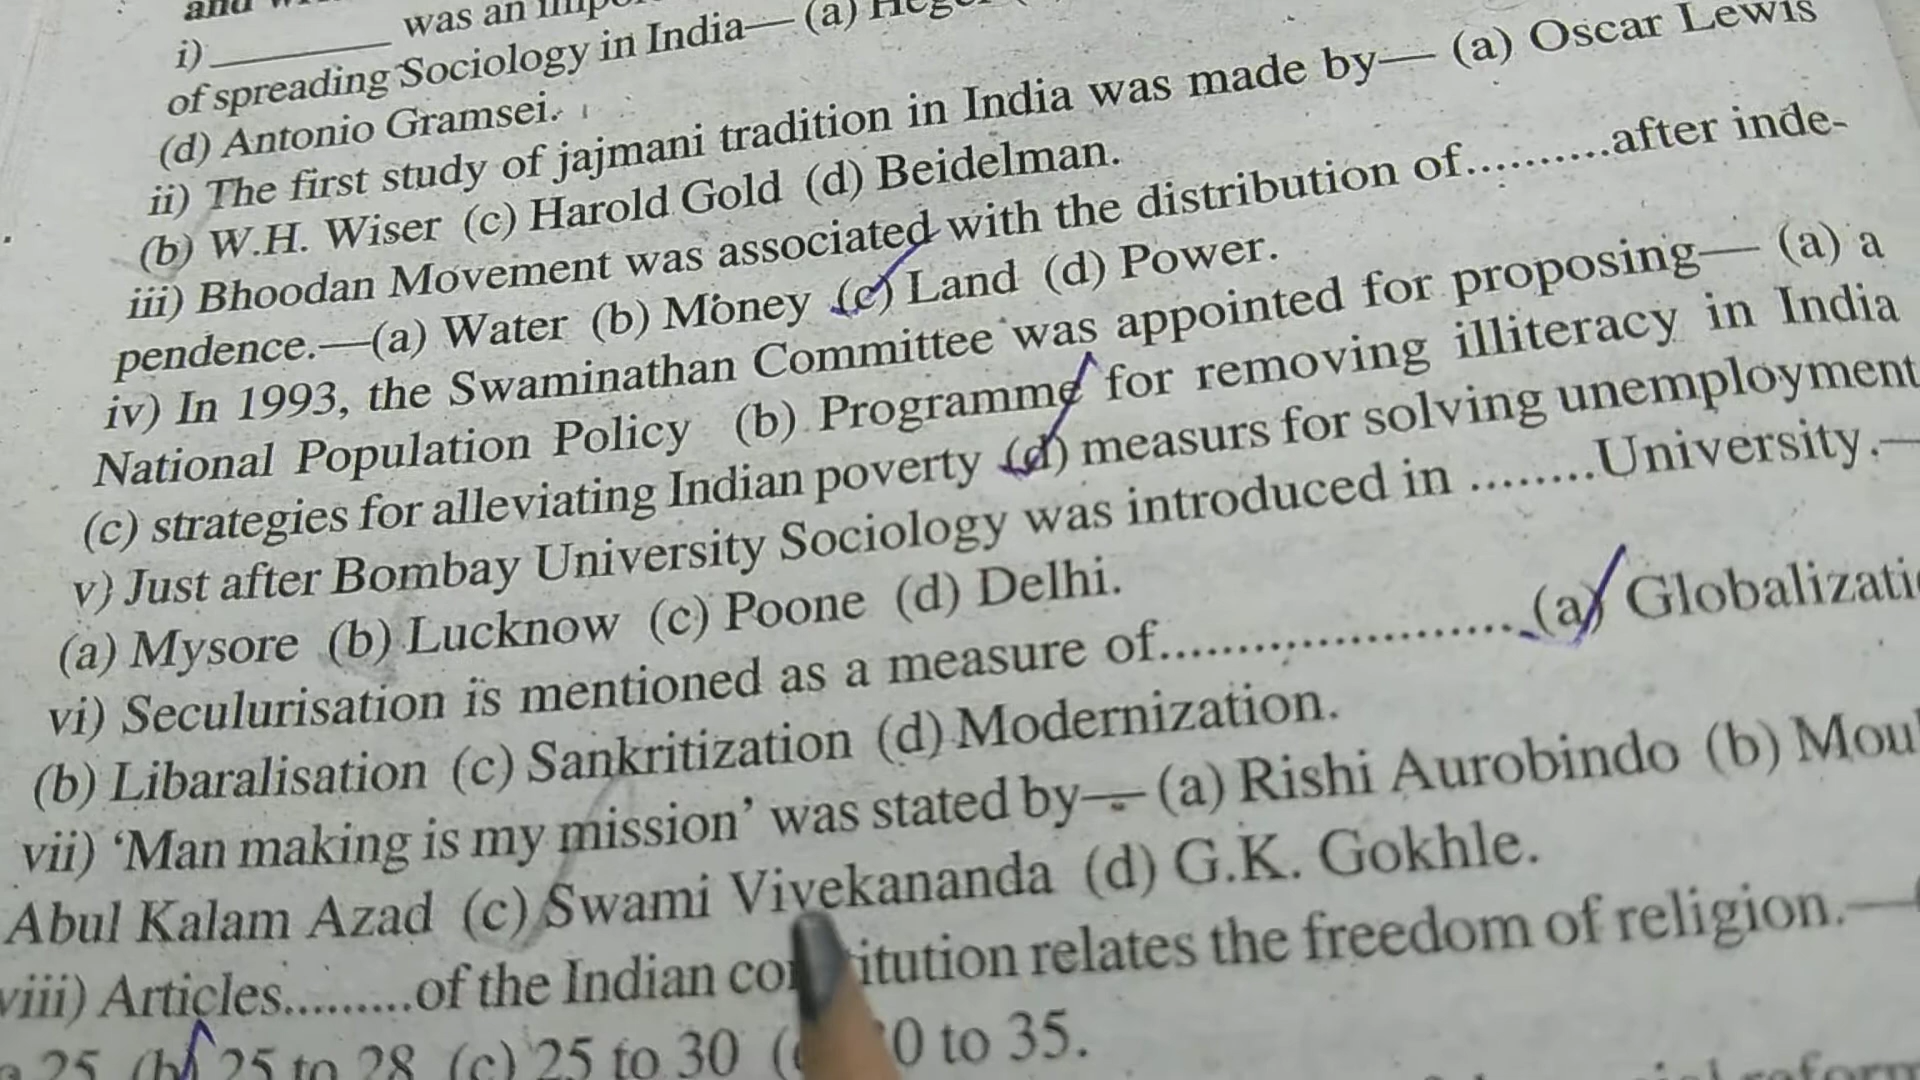 i) ________ was an
of spreading Sociology in India— (a)
(d) Antonio Gramsei.
ii) The first study of jajmani tradition in India was made by— (a) Oscar Lewis
(b) W.H. Wiser (c) Harold Gold (d) Beidelman.
iii) Bhoodan Movement was associated with the distribution of..........after inde-
pendence.—(a) Water (b) Money (c) Land (d) Power.
iv) In 1993, the Swaminathan Committee was appointed for proposing— (a) a
National Population Policy (b) Programme for removing illiteracy in India
(c) strategies for alleviating Indian poverty (d) measurs for solving unemployment
v) Just after Bombay University Sociology was introduced in ........University.—
(a) Mysore (b) Lucknow (c) Poone (d) Delhi.
vi) Seculurisation is mentioned as a measure of......................(a)
(b) Libaralisation (c) Sankritization (d) Modernization.
vii) ‘Man making is my mission’ was stated by— (a) Rishi Aurobindo (b)
Abul Kalam Azad (c) Swami Vivekananda (d) G.K. Gokhle.
viii) Articles.........of the Indian relates the freedom of religion.—
25 (b) 25 to 28 (c) 25 to 30 to 35.